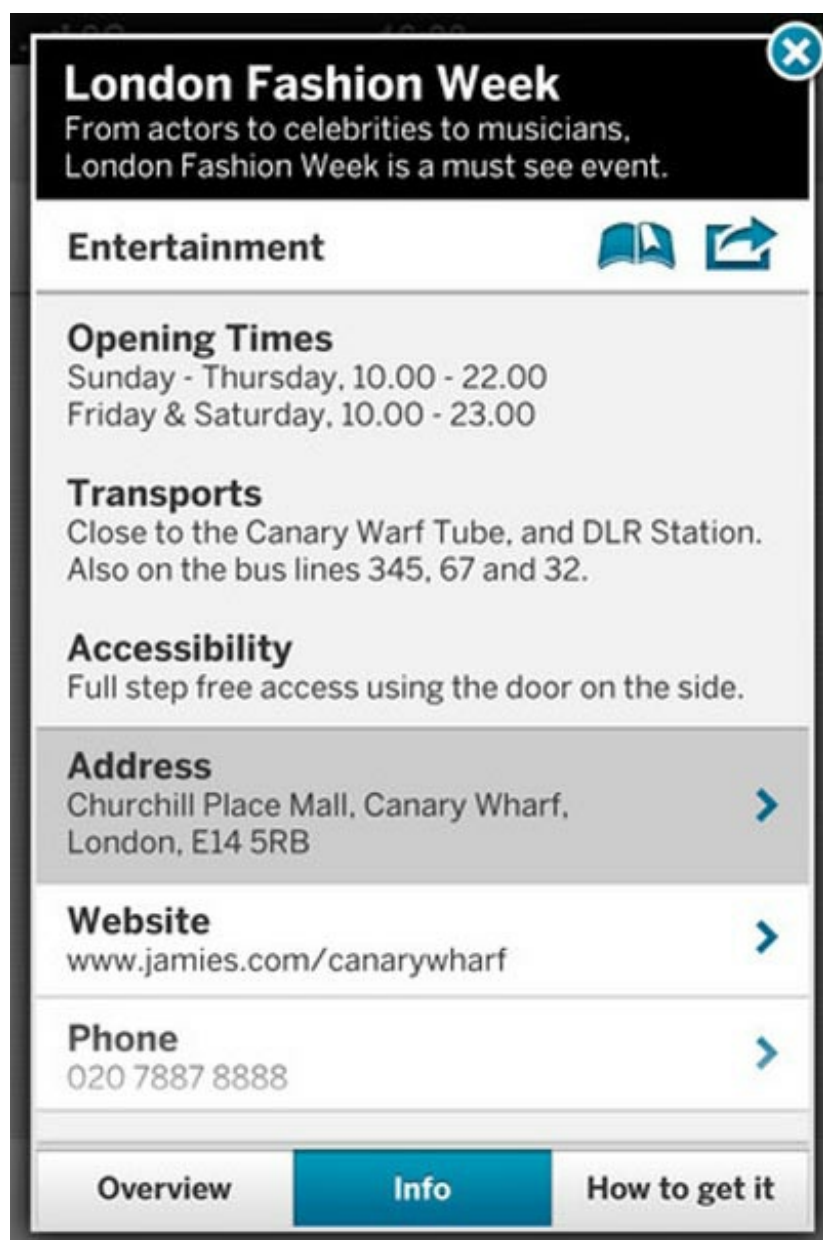 London Fashion Week
From actors to celebrities to musicians,
London Fashion Week is a must see event.
Entertainment
Opening Times
Sunday - Thursday, 10.00 - 22.00
Friday & Saturday, 10.00 - 23.00
Transports
Close to the Canary Warf Tube, and DLR Station.
Also on the bus lines 345, 67 and 32.
Accessibility
Full step free access using the door on the side.
Address
Churchill Place Mall, Canary Wharf,
London, E14 5RB
Website
www.jamies.com/canarywharf
Phone
020 7887 8888
Overview
Info
How to get it